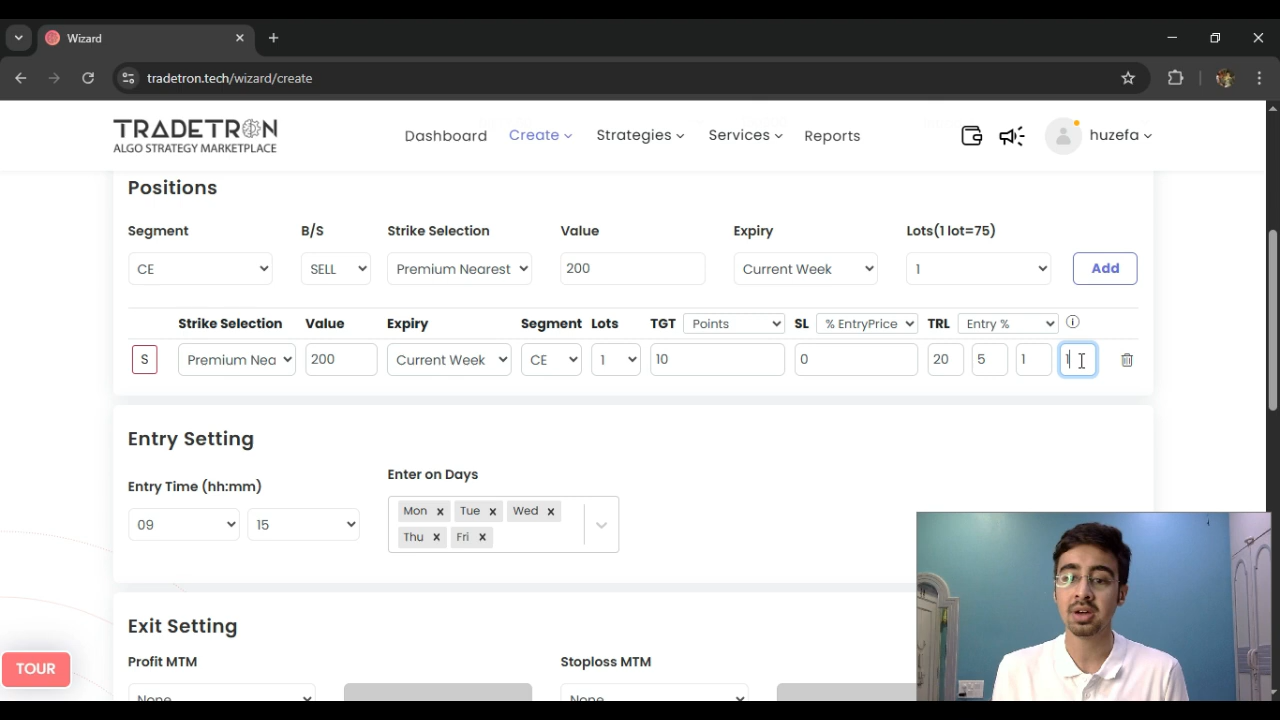 Wizard
tradetron.tech/wizard/create
TRADETRON
ALGO STRATEGY MARKETPLACE
Dashboard Create Strategies Services Reports huzefa
Positions
Segment B/S Strike Selection Value Expiry Lots(1 lot=75)
CE SELL Premium Nearest 200 Current Week 1 Add
Strike Selection Value Expiry Segment Lots TGT Points SL % EntryPrice TRL Entry %
S Premium Nea 200 Current Week CE 1 10 0 20 5 1 1
Entry Setting
Entry Time (hh:mm) Enter on Days
09 15 Mon Tue Wed
Thu Fri
Exit Setting
TOUR
Profit MTM Stoploss MTM
None None